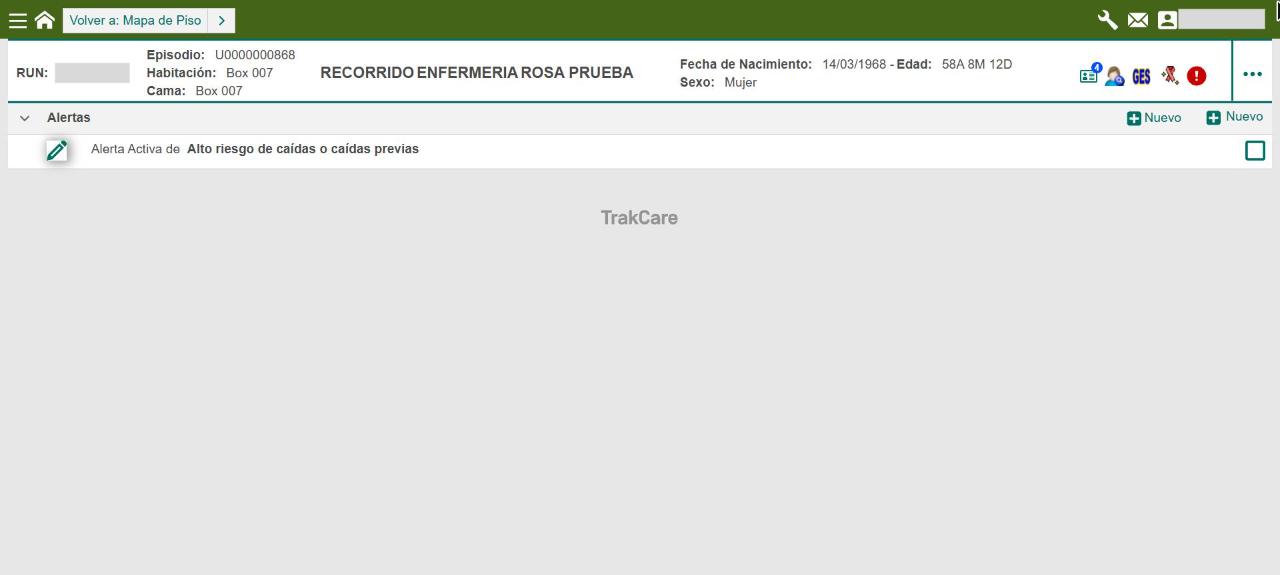 Volver a: Mapa de Piso
RUN:
Episodio: U0000000868
Habitación: Box 007
Cama: Box 007
RECORRIDO ENFERMERIA ROSA PRUEBA
Fecha de Nacimiento: 14/03/1968 - Edad: 58A 8M 12D
Sexo: Mujer
4
GES
Alertas
Nuevo
Nuevo
Alerta Activa de Alto riesgo de caídas o caídas previas
TrakCare